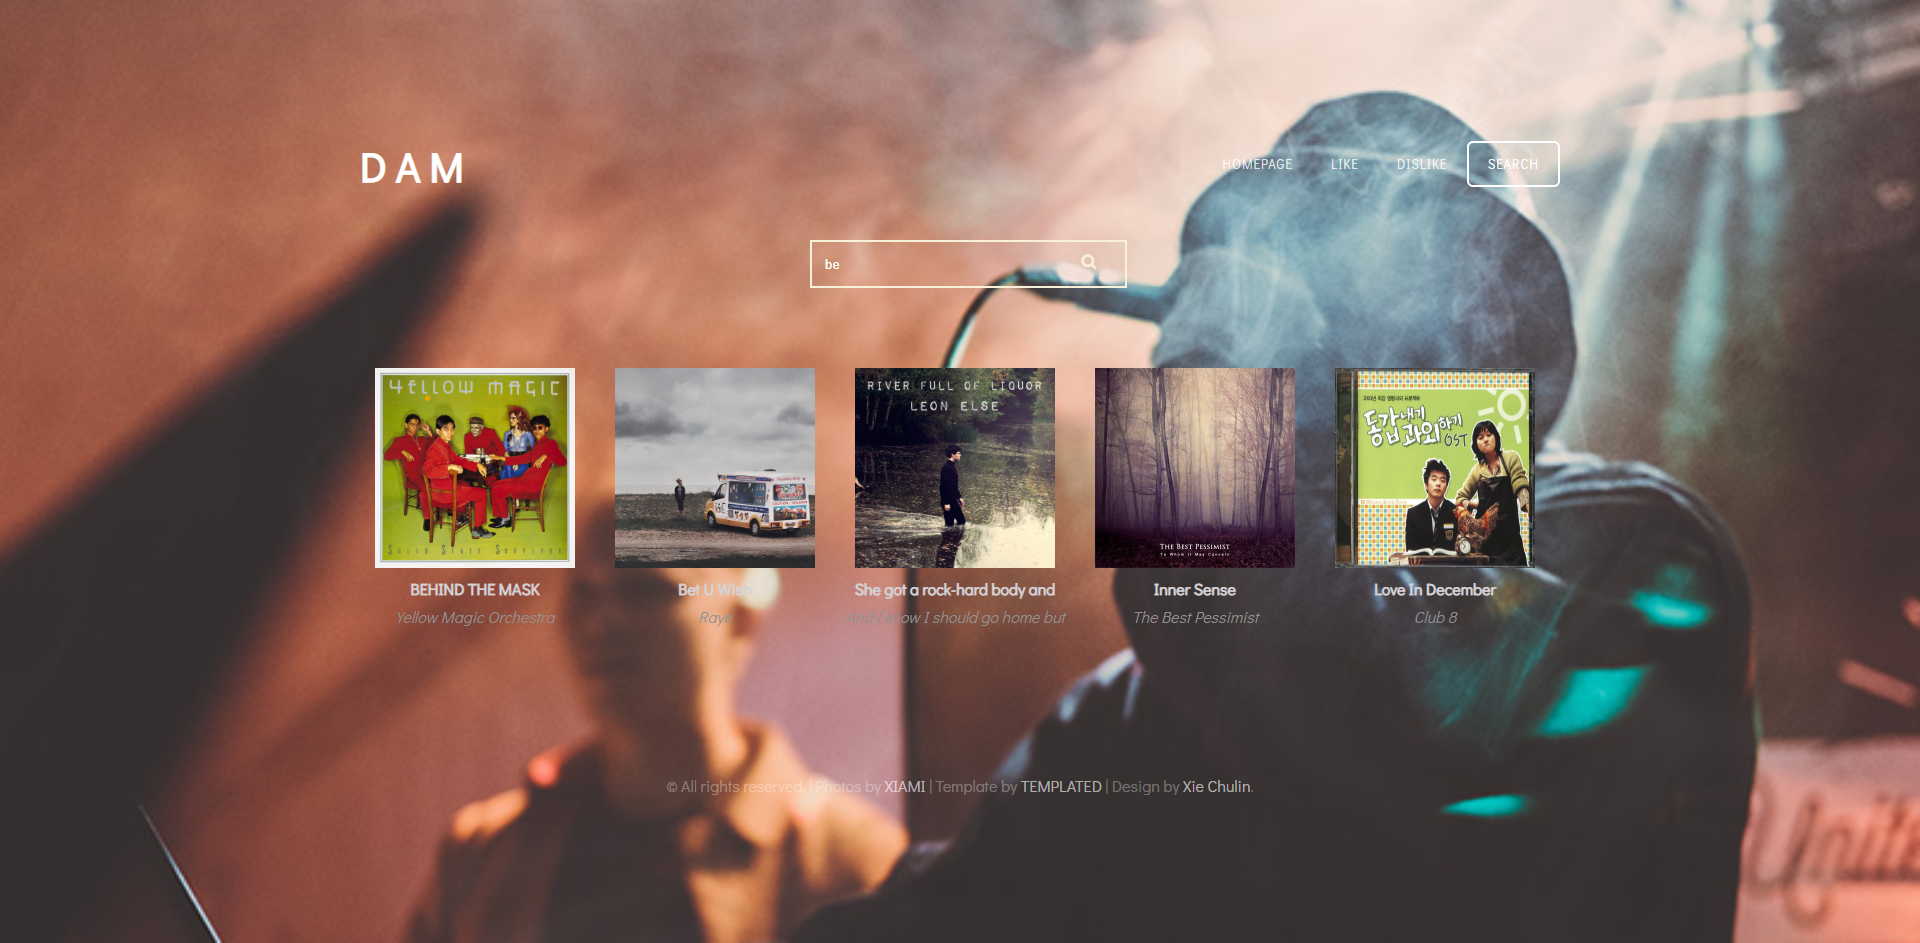 DAM
HOMEPAGE LIKE DISLIKE SEARCH
be
YELLOW MAGIC
SOLID STATE SURVIVOR
RIVER FULL OF LIQUOR
LEON ELSE
THE BEST PESSIMIST
To Whom It May Concern
동갑내기
과외하기
OST
BEHIND THE MASK
Yellow Magic Orchestra
Bet U Wish
Raye
She got a rock-hard body and
And I know I should go home but
Inner Sense
The Best Pessimist
Love In December
Club 8
© All rights reserved. | Photos by XIAMI | Template by TEMPLATED | Design by Xie Chulin.